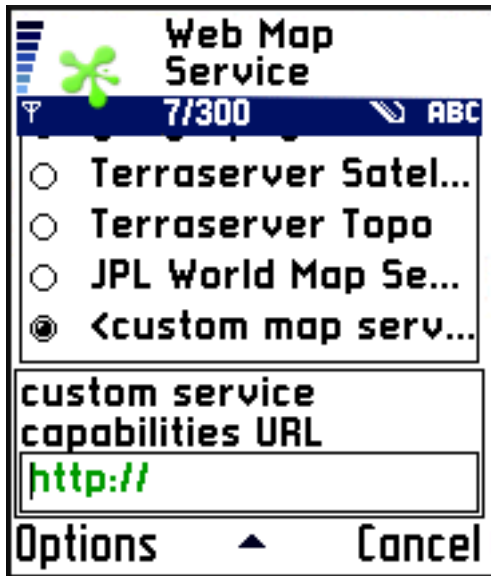 Web Map
Service
7/300 ABC
Terraserver Satel...
Terraserver Topo
JPL World Map Se...
<custom map serv...
custom service
capabilities URL
http://
Options Cancel